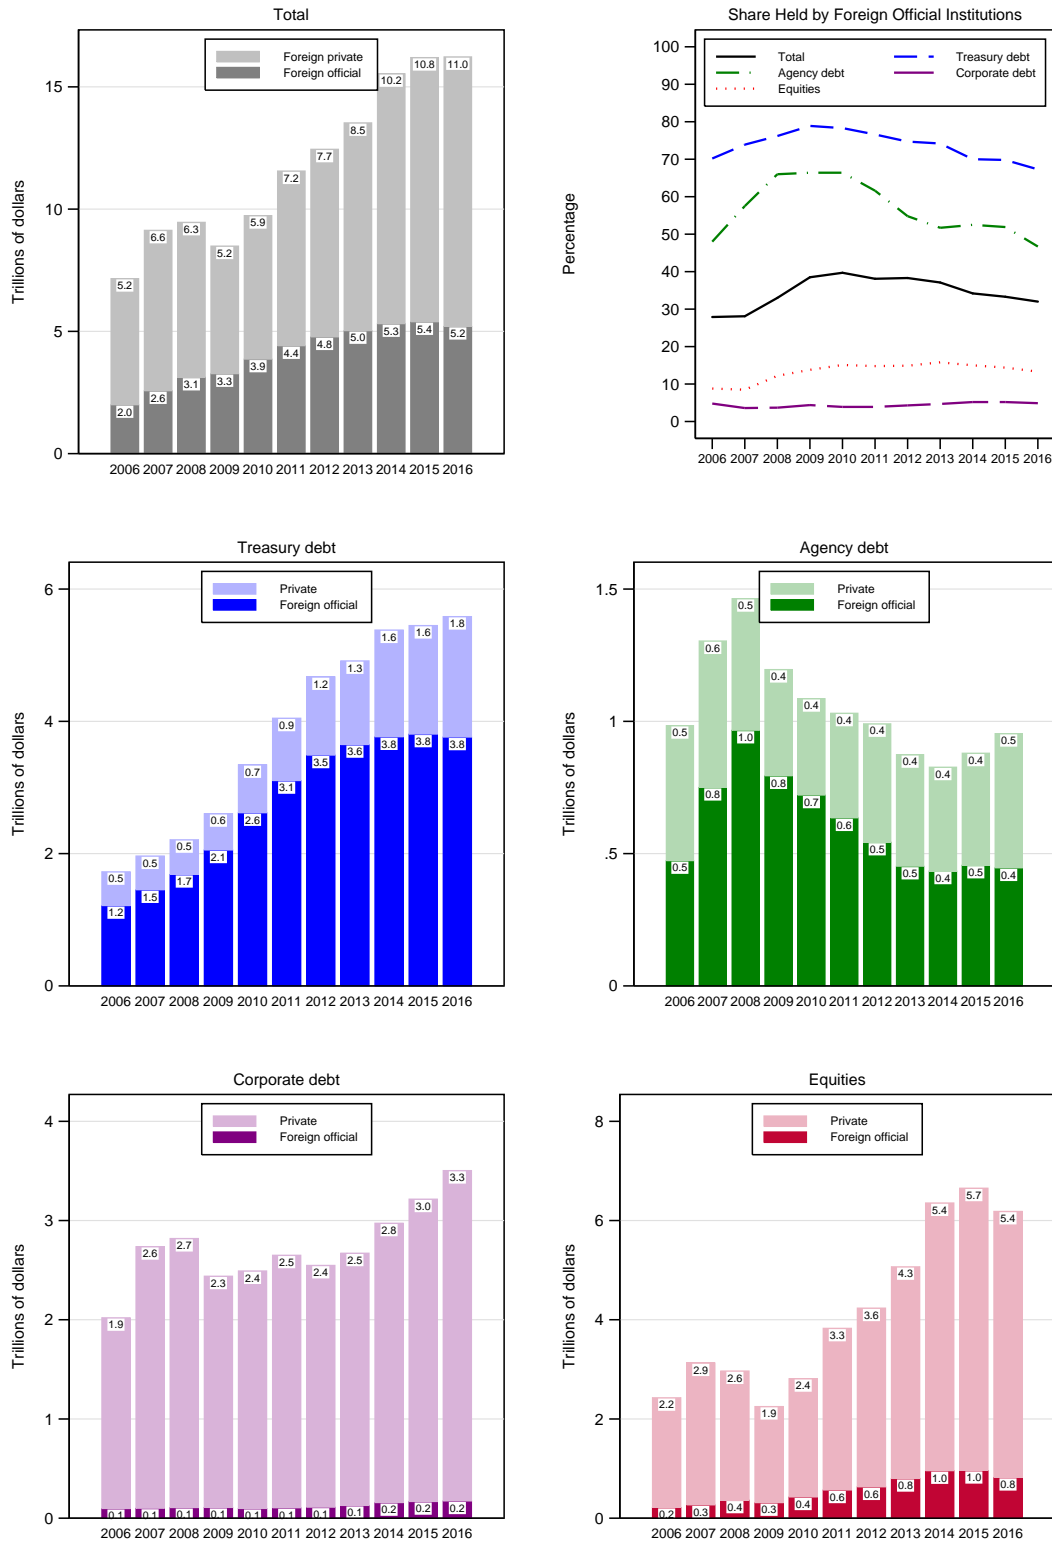 Total
Foreign private
Foreign official
Trillions of dollars
15
10
5
0
10.8 11.0
10.2
8.5
7.7
7.2
6.6
6.3
5.9
5.2
5.2
5.4
5.3
5.2
5.0
4.8
4.4
3.9
3.3
3.1
2.6
2.0
2006 2007 2008 2009 2010 2011 2012 2013 2014 2015 2016
Share Held by Foreign Official Institutions
Total
Treasury debt
Agency debt
Corporate debt
Equities
Percentage
100
90
80
70
60
50
40
30
20
10
0
2006 2007 2008 2009 2010 2011 2012 2013 2014 2015 2016
Treasury debt
Private
Foreign official
Trillions of dollars
6
4
2
0
0.5 0.5 0.5 0.6 0.7 0.9 1.2 1.3 1.6 1.6 1.8
1.2 1.5 1.7 2.1 2.6 3.1 3.5 3.6 3.8 3.8 3.8
2006 2007 2008 2009 2010 2011 2012 2013 2014 2015 2016
Agency debt
Private
Foreign official
Trillions of dollars
1.5
1
.5
0
0.5 0.6 0.5 0.4 0.4 0.4 0.4 0.4 0.4 0.4 0.5
0.5 0.8 1.0 0.8 0.7 0.6 0.5 0.5 0.4 0.5 0.4
2006 2007 2008 2009 2010 2011 2012 2013 2014 2015 2016
Corporate debt
Private
Foreign official
Trillions of dollars
4
3
2
1
0
1.9 2.6 2.7 2.3 2.4 2.5 2.4 2.5 2.8 3.0 3.3
0.1 0.1 0.1 0.1 0.1 0.1 0.1 0.1 0.2 0.2 0.2
2006 2007 2008 2009 2010 2011 2012 2013 2014 2015 2016
Equities
Private
Foreign official
Trillions of dollars
8
6
4
2
0
2.2 2.9 2.6 1.9 2.4 3.3 3.6 4.3 5.4 5.7 5.4
0.2 0.3 0.4 0.3 0.4 0.6 0.6 0.8 1.0 1.0 0.8
2006 2007 2008 2009 2010 2011 2012 2013 2014 2015 2016